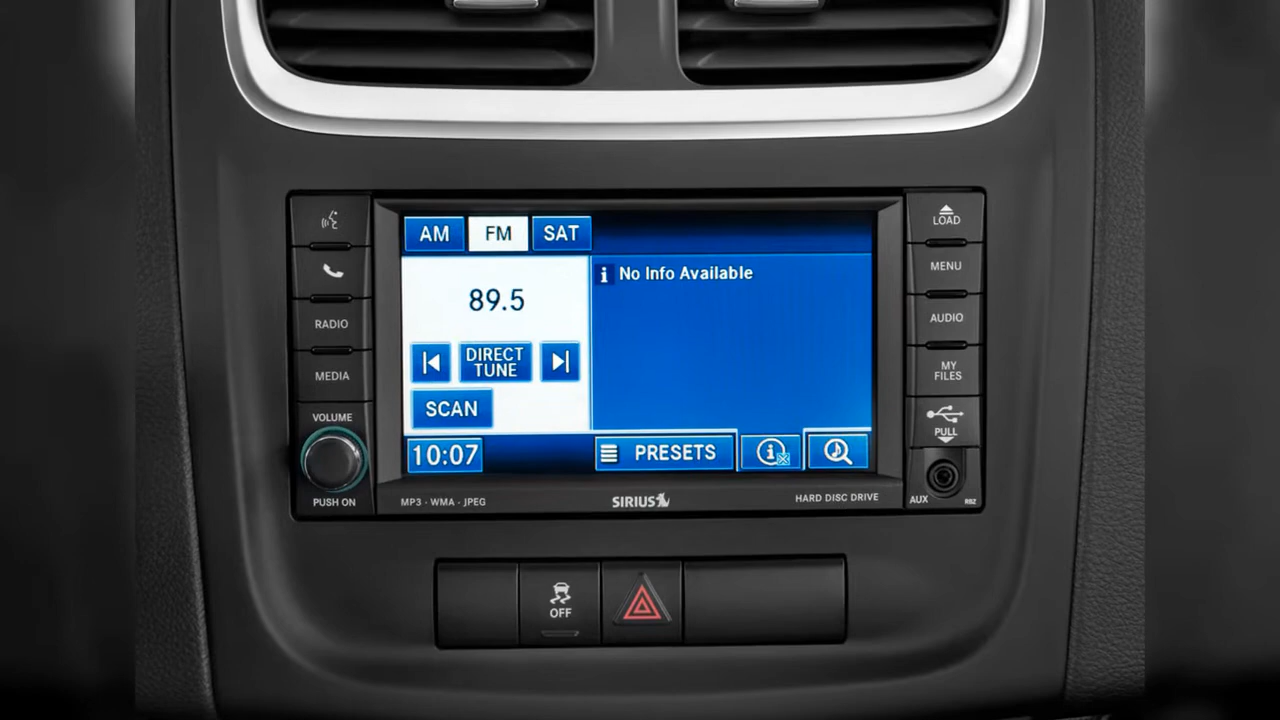 LOAD
MENU
RADIO
AUDIO
MEDIA
MY
FILES
VOLUME
PULL
PUSH ON
AUX
RBZ
AM FM SAT
89.5
No Info Available
DIRECT
TUNE
SCAN
10:07
PRESETS
MP3 - WMA - JPEG
SIRIUS
HARD DISC DRIVE
OFF